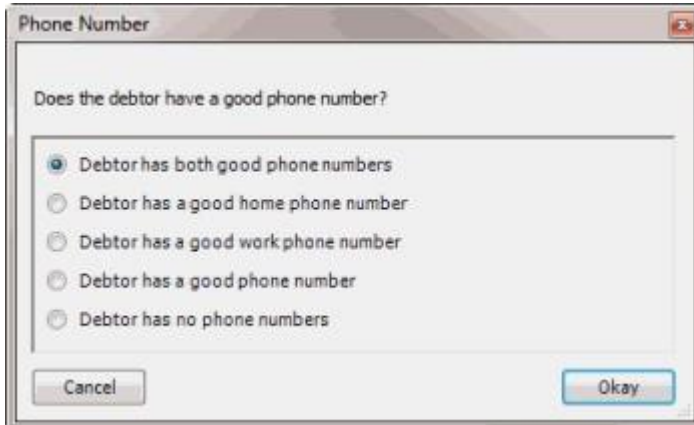 Phone Number
Does the debtor have a good phone number?
Debtor has both good phone numbers
Debtor has a good home phone number
Debtor has a good work phone number
Debtor has a good phone number
Debtor has no phone numbers
Cancel Okay